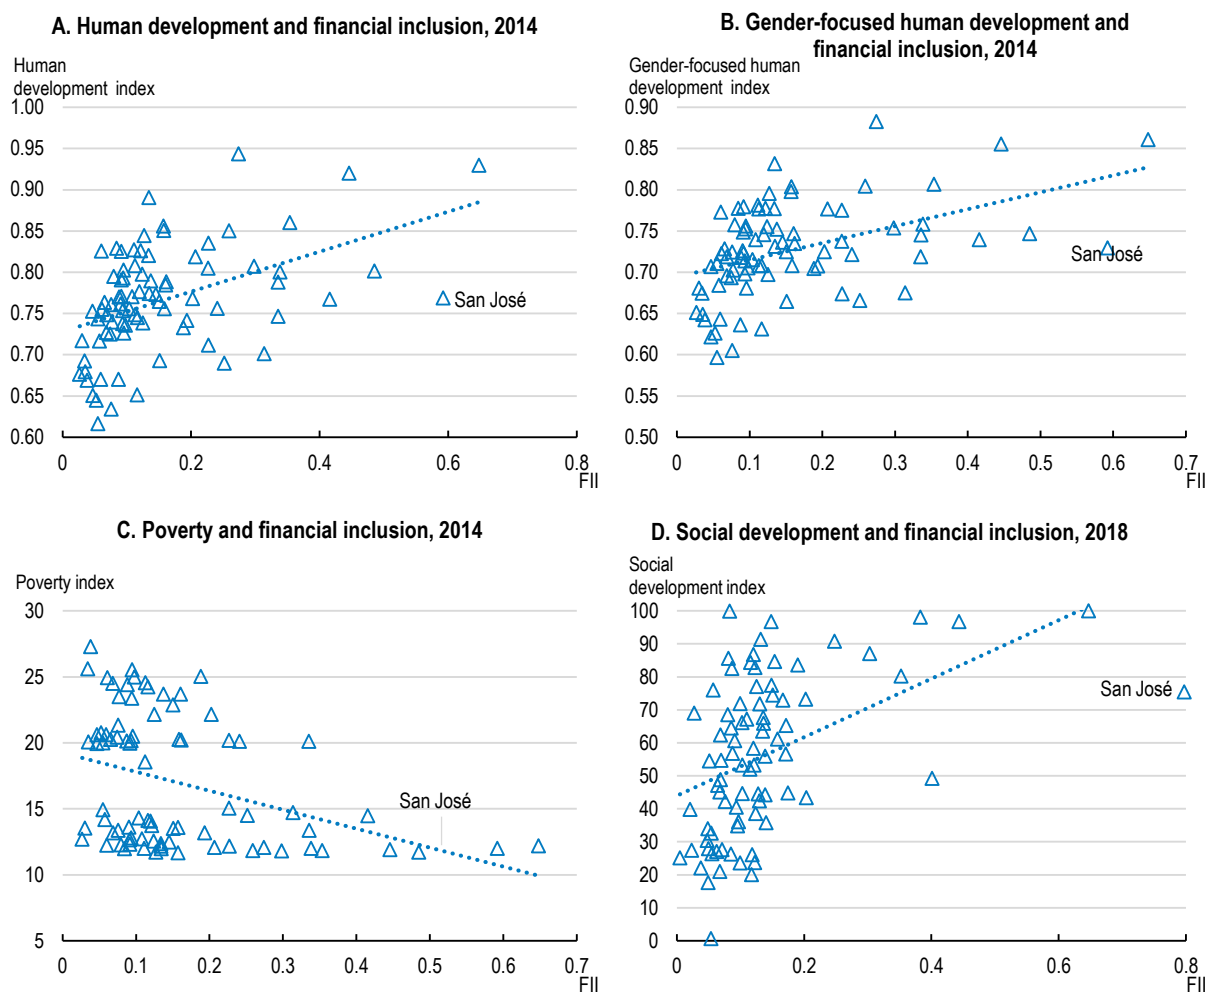 A. Human development and financial inclusion, 2014
Human
development index
1.00
0.95
0.90
0.85
0.80
0.75
0.70
0.65
0.60
San José
0 0.2 0.4 0.6 0.8
FII
B. Gender-focused human development and
financial inclusion, 2014
Gender-focused human
development index
0.90
0.85
0.80
0.75
0.70
0.65
0.60
0.55
0.50
San José
0 0.1 0.2 0.3 0.4 0.5 0.6 0.7
FII
C. Poverty and financial inclusion, 2014
Poverty index
30
25
20
15
10
5
San José
0 0.1 0.2 0.3 0.4 0.5 0.6 0.7
FII
D. Social development and financial inclusion, 2018
Social
development index
100
90
80
70
60
50
40
30
20
10
0
San José
0 0.2 0.4 0.6 0.8
FII